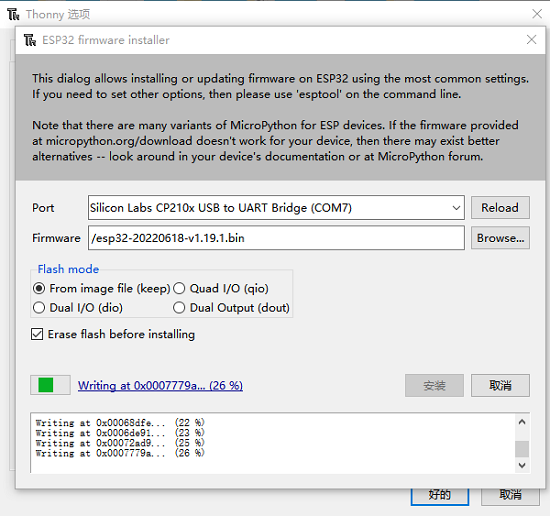 Thonny 选项
ESP32 firmware installer
This dialog allows installing or updating firmware on ESP32 using the most common settings.
If you need to set other options, then please use 'esptool' on the command line.
Note that there are many variants of MicroPython for ESP devices. If the firmware provided
at micropython.org/download doesn't work for your device, then there may exist better
alternatives -- look around in your device's documentation or at MicroPython forum.
Port Silicon Labs CP210x USB to UART Bridge (COM7) Reload
Firmware /esp32-20220618-v1.19.1.bin Browse...
Flash mode
From image file (keep) Quad I/O (qio)
Dual I/O (dio) Dual Output (dout)
Erase flash before installing
Writing at 0x0007779a... (26 %) 安装 取消
Writing at 0x00068dfe... (22 %)
Writing at 0x0006de91... (23 %)
Writing at 0x00072ad9... (25 %)
Writing at 0x0007779a... (26 %)
好的 取消